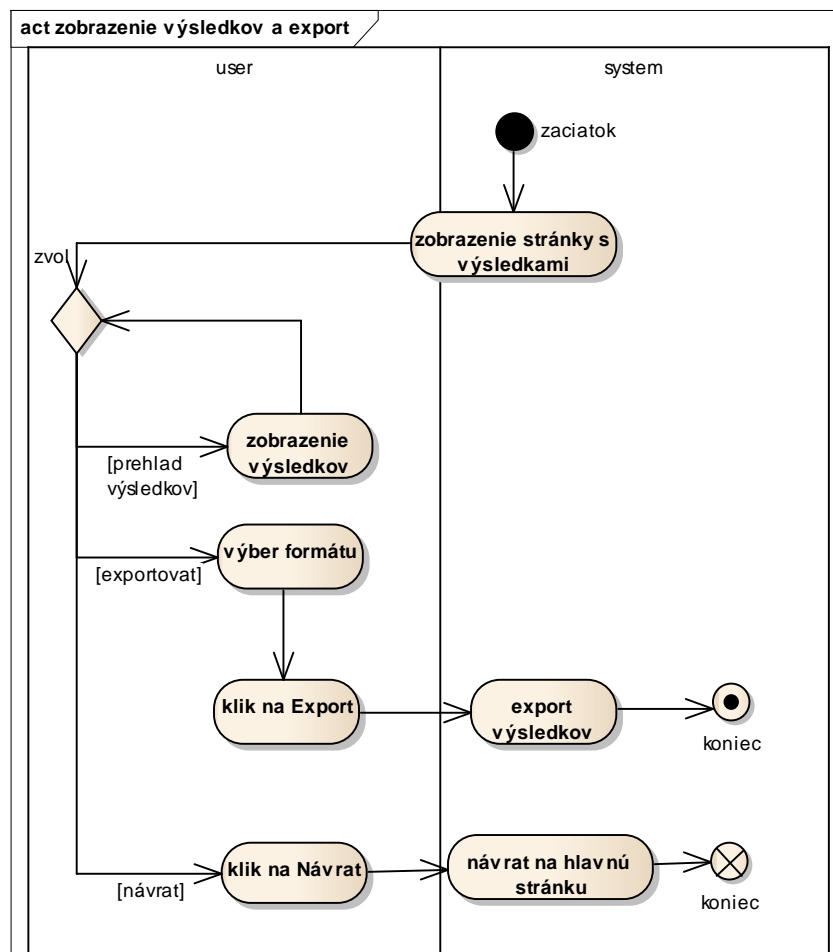 act zobrazenie výsledkov a export
user
system
zaciatok
zobrazenie stránky s
výsledkami
zvol
zobrazenie
výsledkov
[prehlad
výsledkov]
výber formátu
[exportovat]
klik na Export
export
výsledkov
koniec
klik na Návrat
návrat na hlavnú
stránku
[návrat]
koniec